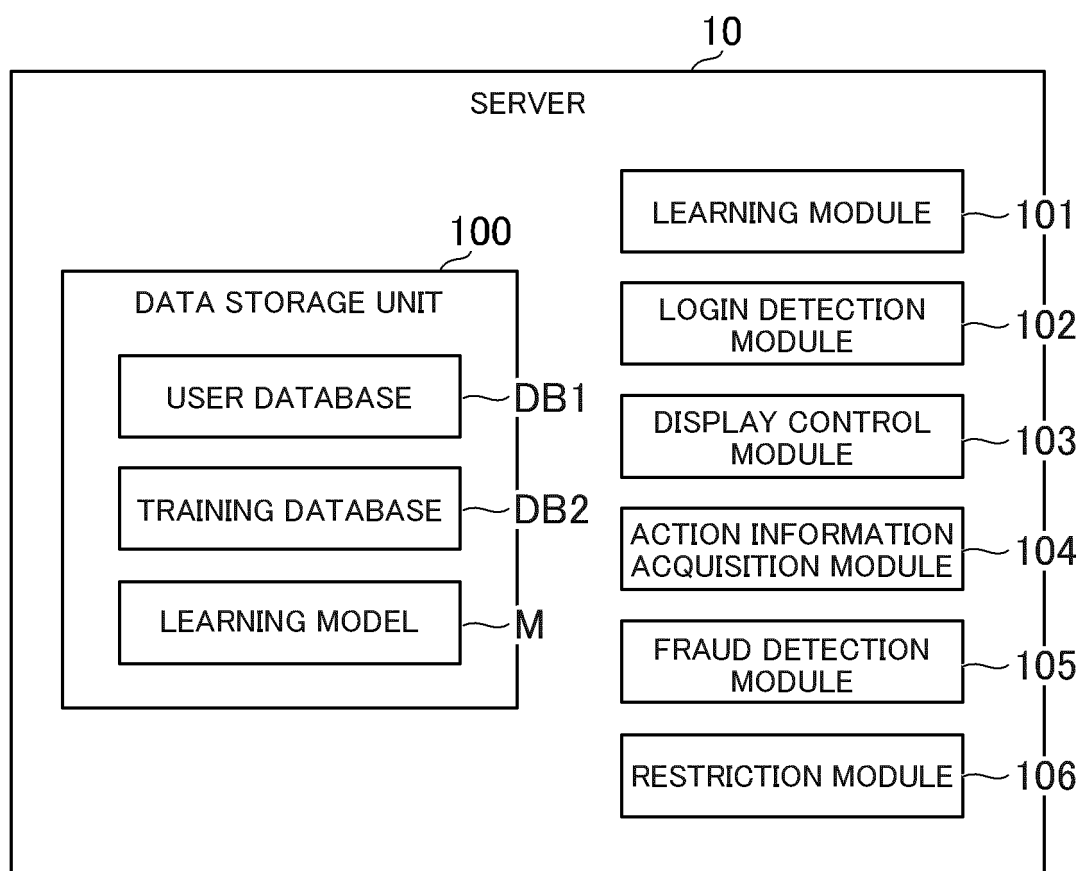 10
SERVER
100
DATA STORAGE UNIT
USER DATABASE
DB1
TRAINING DATABASE
DB2
LEARNING MODEL
M
LEARNING MODULE
101
LOGIN DETECTION
MODULE
102
DISPLAY CONTROL
MODULE
103
ACTION INFORMATION
ACQUISITION MODULE
104
FRAUD DETECTION
MODULE
105
RESTRICTION MODULE
106